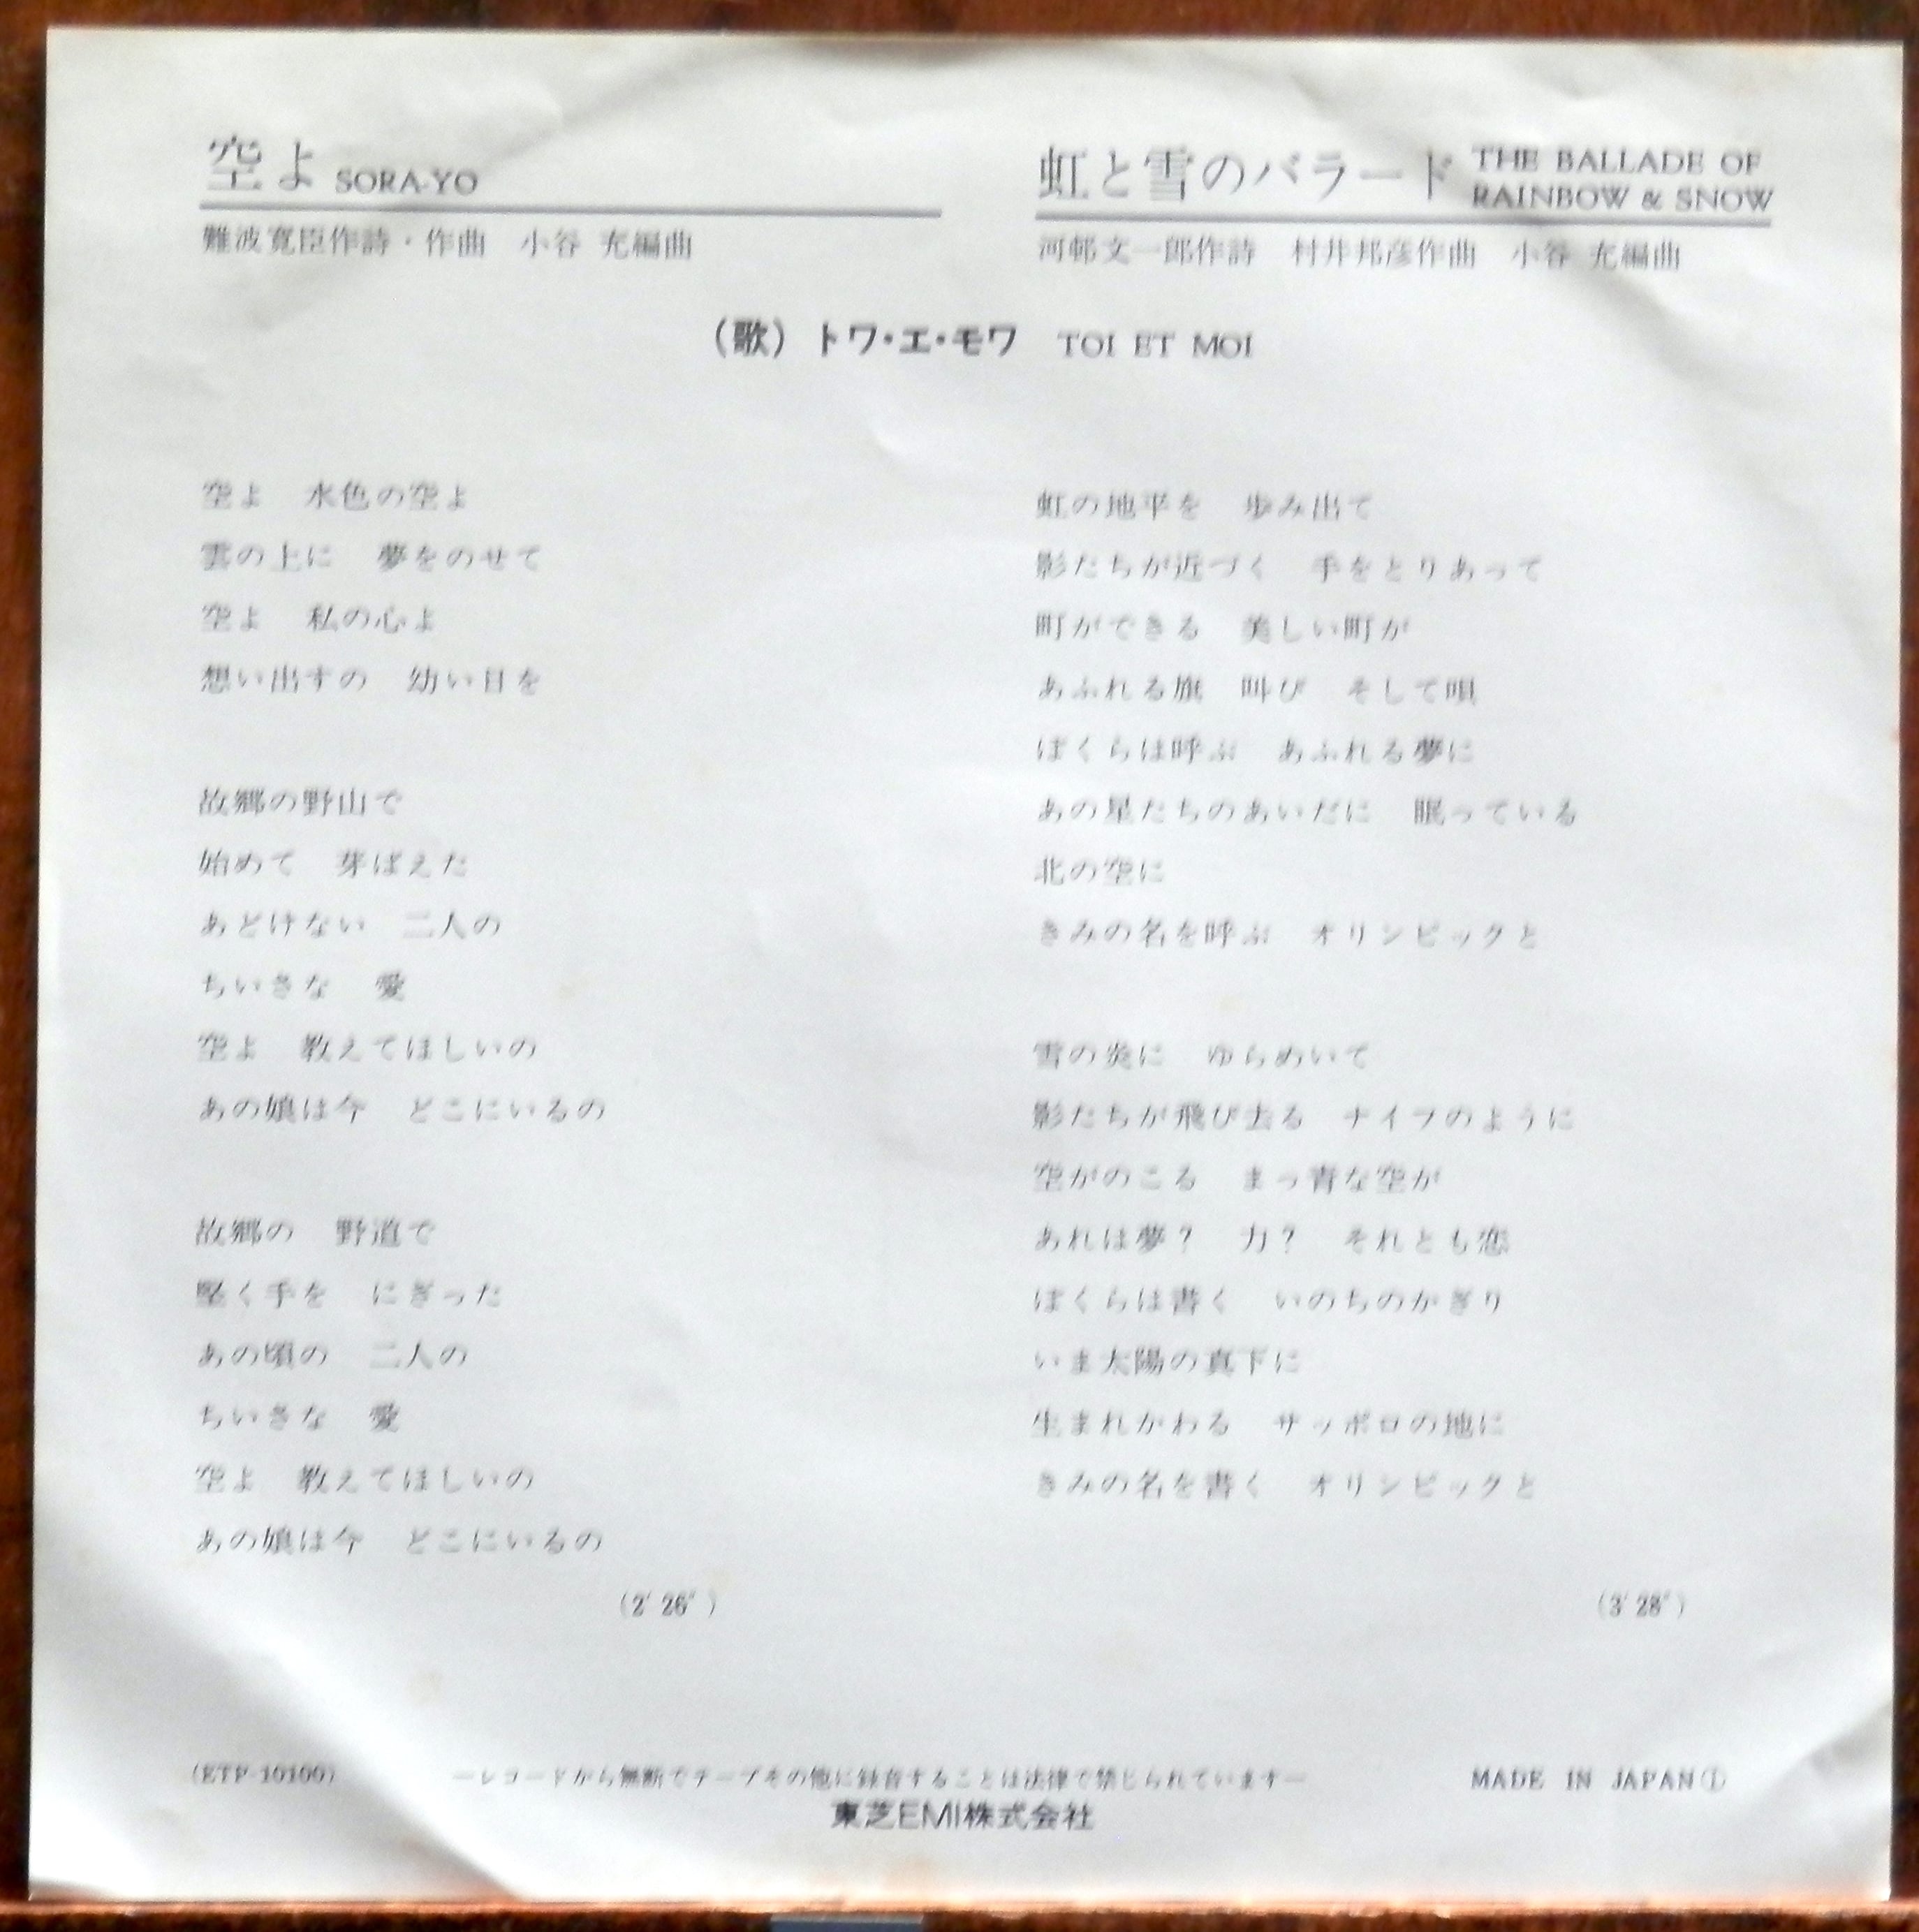 空よ SORA-YO
難波寛臣作詩・作曲　小谷 充編曲
虹と雪のバラード THE BALLADE OF
RAINBOW & SNOW
河邨文一郎作詩　村井邦彦作曲　小谷 充編曲
（歌）トワ・エ・モワ　TOI ET MOI
空よ　水色の空よ
雲の上に　夢をのせて
空よ　私の心よ
想い出すの　幼い日を
故郷の野山で
始めて　芽ばえた
あどけない　二人の
ちいさな　愛
空よ　教えてほしいの
あの娘は今　どこにいるの
故郷の　野道で
堅く手を　にぎった
あの頃の　二人の
ちいさな　愛
空よ　教えてほしいの
あの娘は今　どこにいるの
（2′26″）
虹の地平を　歩み出て
影たちが近づく　手をとりあって
町ができる　美しい町が
あふれる旗　叫び　そして唄
ぼくらは呼ぶ　あふれる夢に
あの星たちのあいだに　眠っている
北の空に
きみの名を呼ぶ　オリンピックと
雪の炎に　ゆらめいて
影たちが飛び去る　ナイフのように
空がのこる　まっ青な空が
あれは夢？　力？　それとも恋
ぼくらは書く　いのちのかぎり
いま太陽の真下に
生まれかわる　サッポロの地に
きみの名を書く　オリンピックと
（3′28″）
(ETP-10100)
－レコードから無断でテープその他に録音することは法律で禁じられています－
MADE IN JAPAN①
東芝EMI株式会社